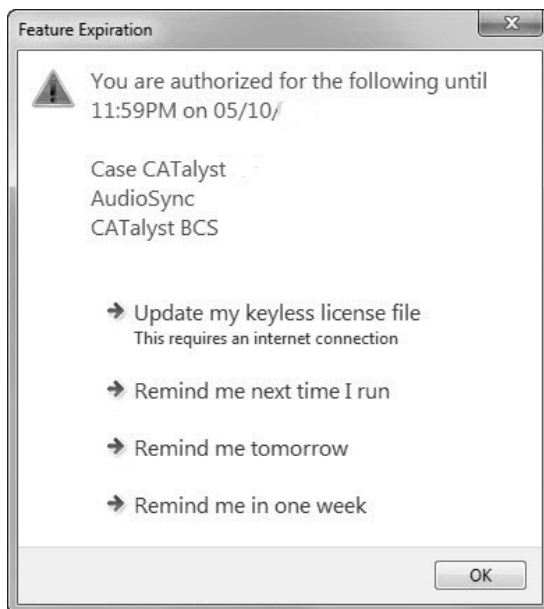 Feature Expiration
You are authorized for the following until
11:59PM on 05/10/
Case CATalyst
AudioSync
CATalyst BCS
Update my keyless license file
This requires an internet connection
Remind me next time I run
Remind me tomorrow
Remind me in one week
OK